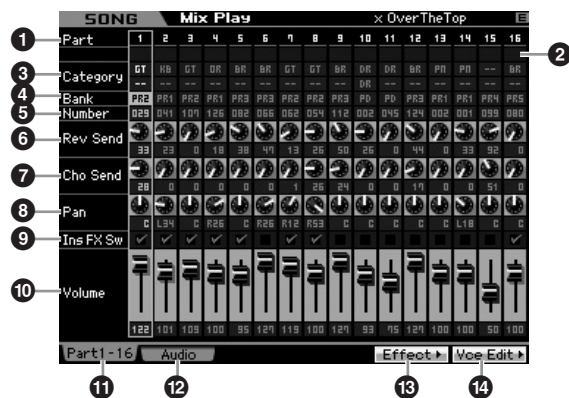 SONG Mix Play × OverTheTop E
1 Part 1 2 3 4 5 6 7 8 9 10 11 12 13 14 15 16
2
3 Category GT KB GT OR BR BR GT GT BR DR DR BR PN PN -- BR
-- -- -- -- -- -- -- -- -- DR -- -- -- -- -- --
4 Bank PR2 PR1 PR2 PR1 PR3 PR3 PR2 PR2 PR3 PD PD PR3 PR1 PR1 PR4 PR5
5 Number 029 041 107 126 082 066 062 054 112 002 045 124 002 001 099 080
6 Rev Send
33 23 0 18 38 47 13 26 50 26 0 44 0 33 92 0
7 Cho Send
28 0 0 0 0 0 1 26 24 0 0 17 0 0 51 0
8 Pan
C L34 C R26 C R26 R12 R53 C C C C C L18 C C
9 Ins FX Sw
10 Volume
122 101 109 100 95 127 119 100 127 93 75 127 100 100 50 100
Part1-16 Audio Effect Vce Edit
11 12 13 14